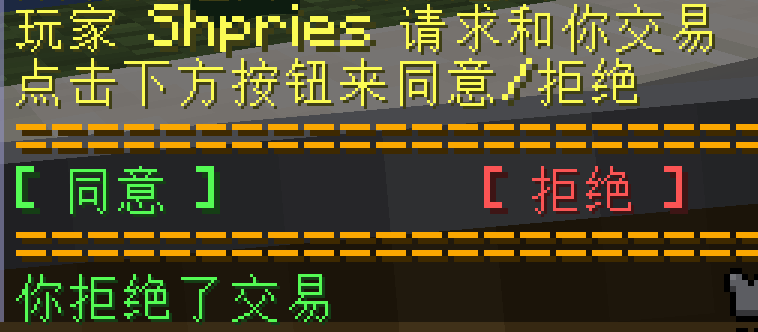 玩家 Shpries 请求和你交易
点击下方按钮来同意/拒绝
====================
[ 同意 ] [ 拒绝 ]
====================
你拒绝了交易